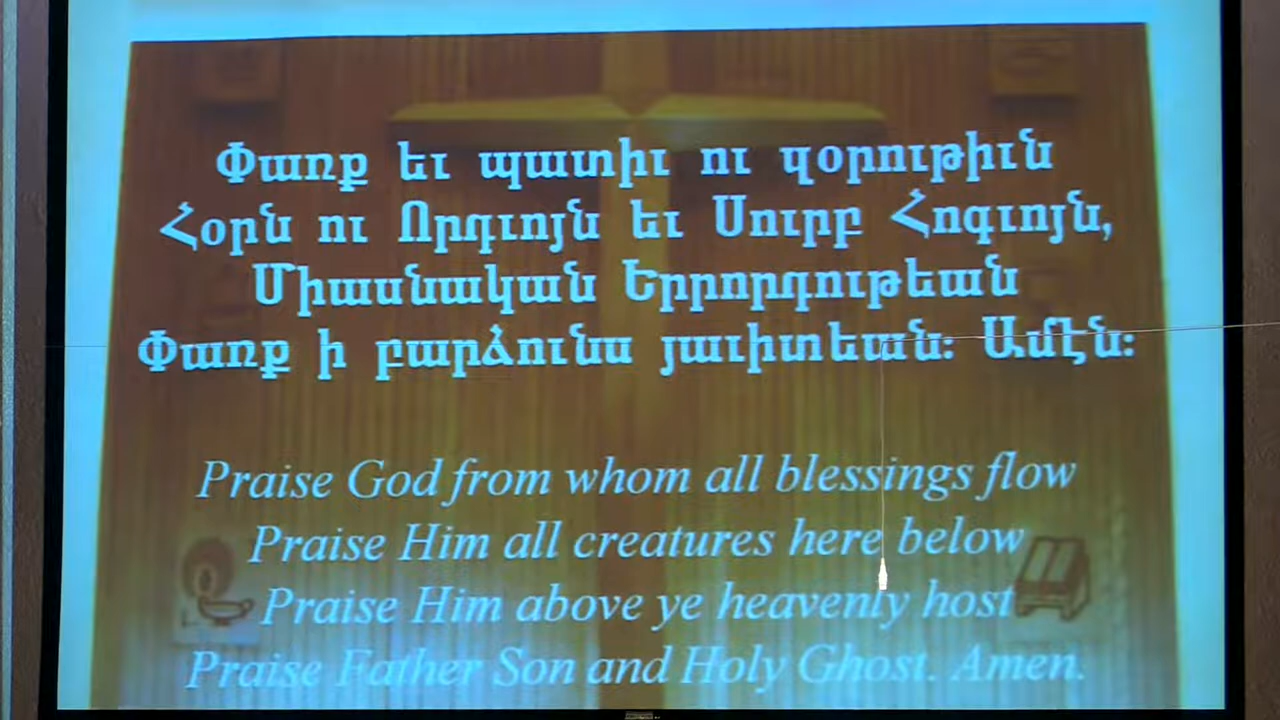 Փառք եւ պատիւ ու զօրութիւն
Հօրն ու Որդւոյն եւ Սուրբ Հոգւոյն,
Միասնական Երրորդութեան
Փառք ի բարձունս յաւիտեան։ Ամէն։
Praise God from whom all blessings flow
Praise Him all creatures here below
Praise Him above ye heavenly host
Praise Father Son and Holy Ghost. Amen.